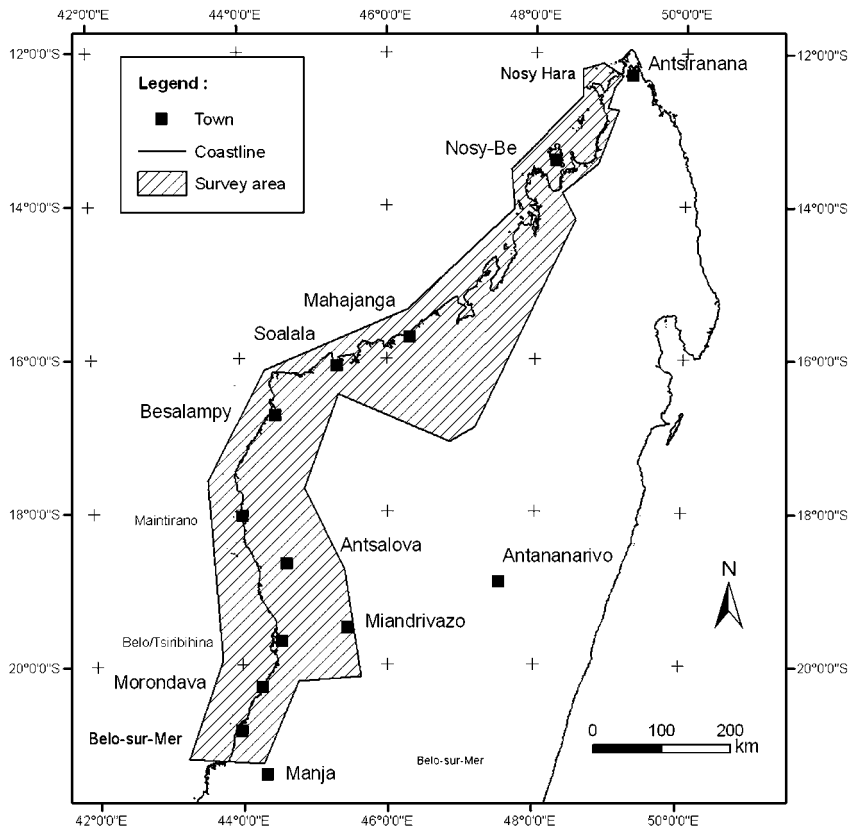 42°0'0"E 44°0'0"E 46°0'0"E 48°0'0"E 50°0'0"E
12°0'0"S 12°0'0"S
Legend :
Town
Coastline
Survey area
Nosy Hara
Antsiranana
Nosy-Be
14°0'0"S 14°0'0"S
Mahajanga
Soalala
16°0'0"S 16°0'0"S
Besalampy
18°0'0"S 18°0'0"S
Maintirano
Antsalova
Antananarivo
N
Miandrivazo
Belo/Tsiribihina
20°0'0"S 20°0'0"S
Morondava
Belo-sur-Mer
0 100 200
km
Belo-sur-Mer
Manja
42°0'0"E 44°0'0"E 46°0'0"E 48°0'0"E 50°0'0"E